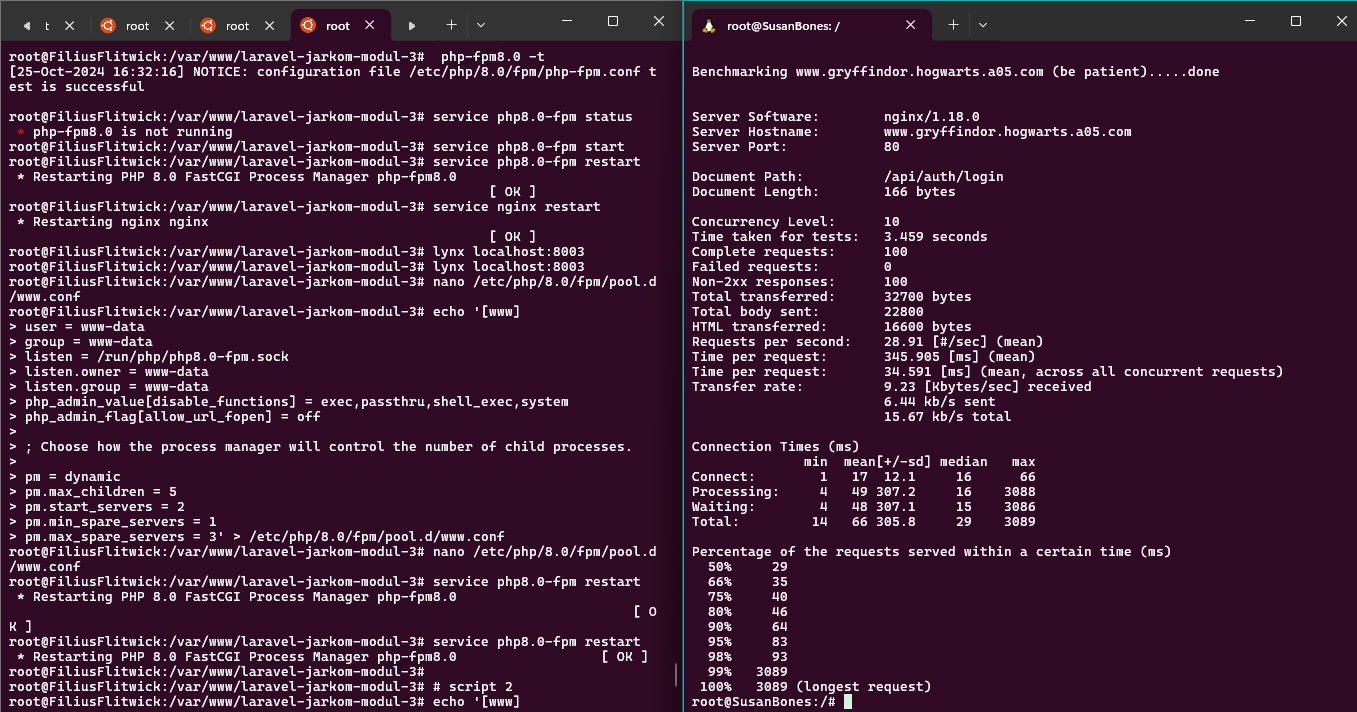 t
root
root
root
root@FiliusFlitwick:/var/www/laravel-jarkom-modul-3#  php-fpm8.0 -t
[25-Oct-2024 16:32:16] NOTICE: configuration file /etc/php/8.0/fpm/php-fpm.conf t
est is successful
root@FiliusFlitwick:/var/www/laravel-jarkom-modul-3# service php8.0-fpm status
 * php-fpm8.0 is not running
root@FiliusFlitwick:/var/www/laravel-jarkom-modul-3# service php8.0-fpm start
root@FiliusFlitwick:/var/www/laravel-jarkom-modul-3# service php8.0-fpm restart
 * Restarting PHP 8.0 FastCGI Process Manager php-fpm8.0
[ OK ]
root@FiliusFlitwick:/var/www/laravel-jarkom-modul-3# service nginx restart
 * Restarting nginx nginx
[ OK ]
root@FiliusFlitwick:/var/www/laravel-jarkom-modul-3# lynx localhost:8003
root@FiliusFlitwick:/var/www/laravel-jarkom-modul-3# lynx localhost:8003
root@FiliusFlitwick:/var/www/laravel-jarkom-modul-3# nano /etc/php/8.0/fpm/pool.d
/www.conf
root@FiliusFlitwick:/var/www/laravel-jarkom-modul-3# echo '[www]
> user = www-data
> group = www-data
> listen = /run/php/php8.0-fpm.sock
> listen.owner = www-data
> listen.group = www-data
> php_admin_value[disable_functions] = exec,passthru,shell_exec,system
> php_admin_flag[allow_url_fopen] = off
>
> ; Choose how the process manager will control the number of child processes.
>
> pm = dynamic
> pm.max_children = 5
> pm.start_servers = 2
> pm.min_spare_servers = 1
> pm.max_spare_servers = 3' > /etc/php/8.0/fpm/pool.d/www.conf
root@FiliusFlitwick:/var/www/laravel-jarkom-modul-3# nano /etc/php/8.0/fpm/pool.d
/www.conf
root@FiliusFlitwick:/var/www/laravel-jarkom-modul-3# service php8.0-fpm restart
 * Restarting PHP 8.0 FastCGI Process Manager php-fpm8.0
[ O
K ]
root@FiliusFlitwick:/var/www/laravel-jarkom-modul-3# service php8.0-fpm restart
 * Restarting PHP 8.0 FastCGI Process Manager php-fpm8.0                  [ OK ]
root@FiliusFlitwick:/var/www/laravel-jarkom-modul-3#
root@FiliusFlitwick:/var/www/laravel-jarkom-modul-3# # script 2
root@FiliusFlitwick:/var/www/laravel-jarkom-modul-3# echo '[www]
root@SusanBones: /
Benchmarking www.gryffindor.hogwarts.a05.com (be patient).....done
Server Software:        nginx/1.18.0
Server Hostname:        www.gryffindor.hogwarts.a05.com
Server Port:            80
Document Path:          /api/auth/login
Document Length:        166 bytes
Concurrency Level:      10
Time taken for tests:   3.459 seconds
Complete requests:      100
Failed requests:        0
Non-2xx responses:      100
Total transferred:      32700 bytes
Total body sent:        22800
HTML transferred:       16600 bytes
Requests per second:    28.91 [#/sec] (mean)
Time per request:       345.905 [ms] (mean)
Time per request:       34.591 [ms] (mean, across all concurrent requests)
Transfer rate:          9.23 [Kbytes/sec] received
                        6.44 kb/s sent
                        15.67 kb/s total
Connection Times (ms)
              min  mean[+/-sd] median   max
Connect:        1   17  12.1     16      66
Processing:     4   49 307.2     16    3088
Waiting:        4   48 307.1     15    3086
Total:         14   66 305.8     29    3089
Percentage of the requests served within a certain time (ms)
  50%     29
  66%     35
  75%     40
  80%     46
  90%     64
  95%     83
  98%     93
  99%   3089
 100%   3089 (longest request)
root@SusanBones:/#